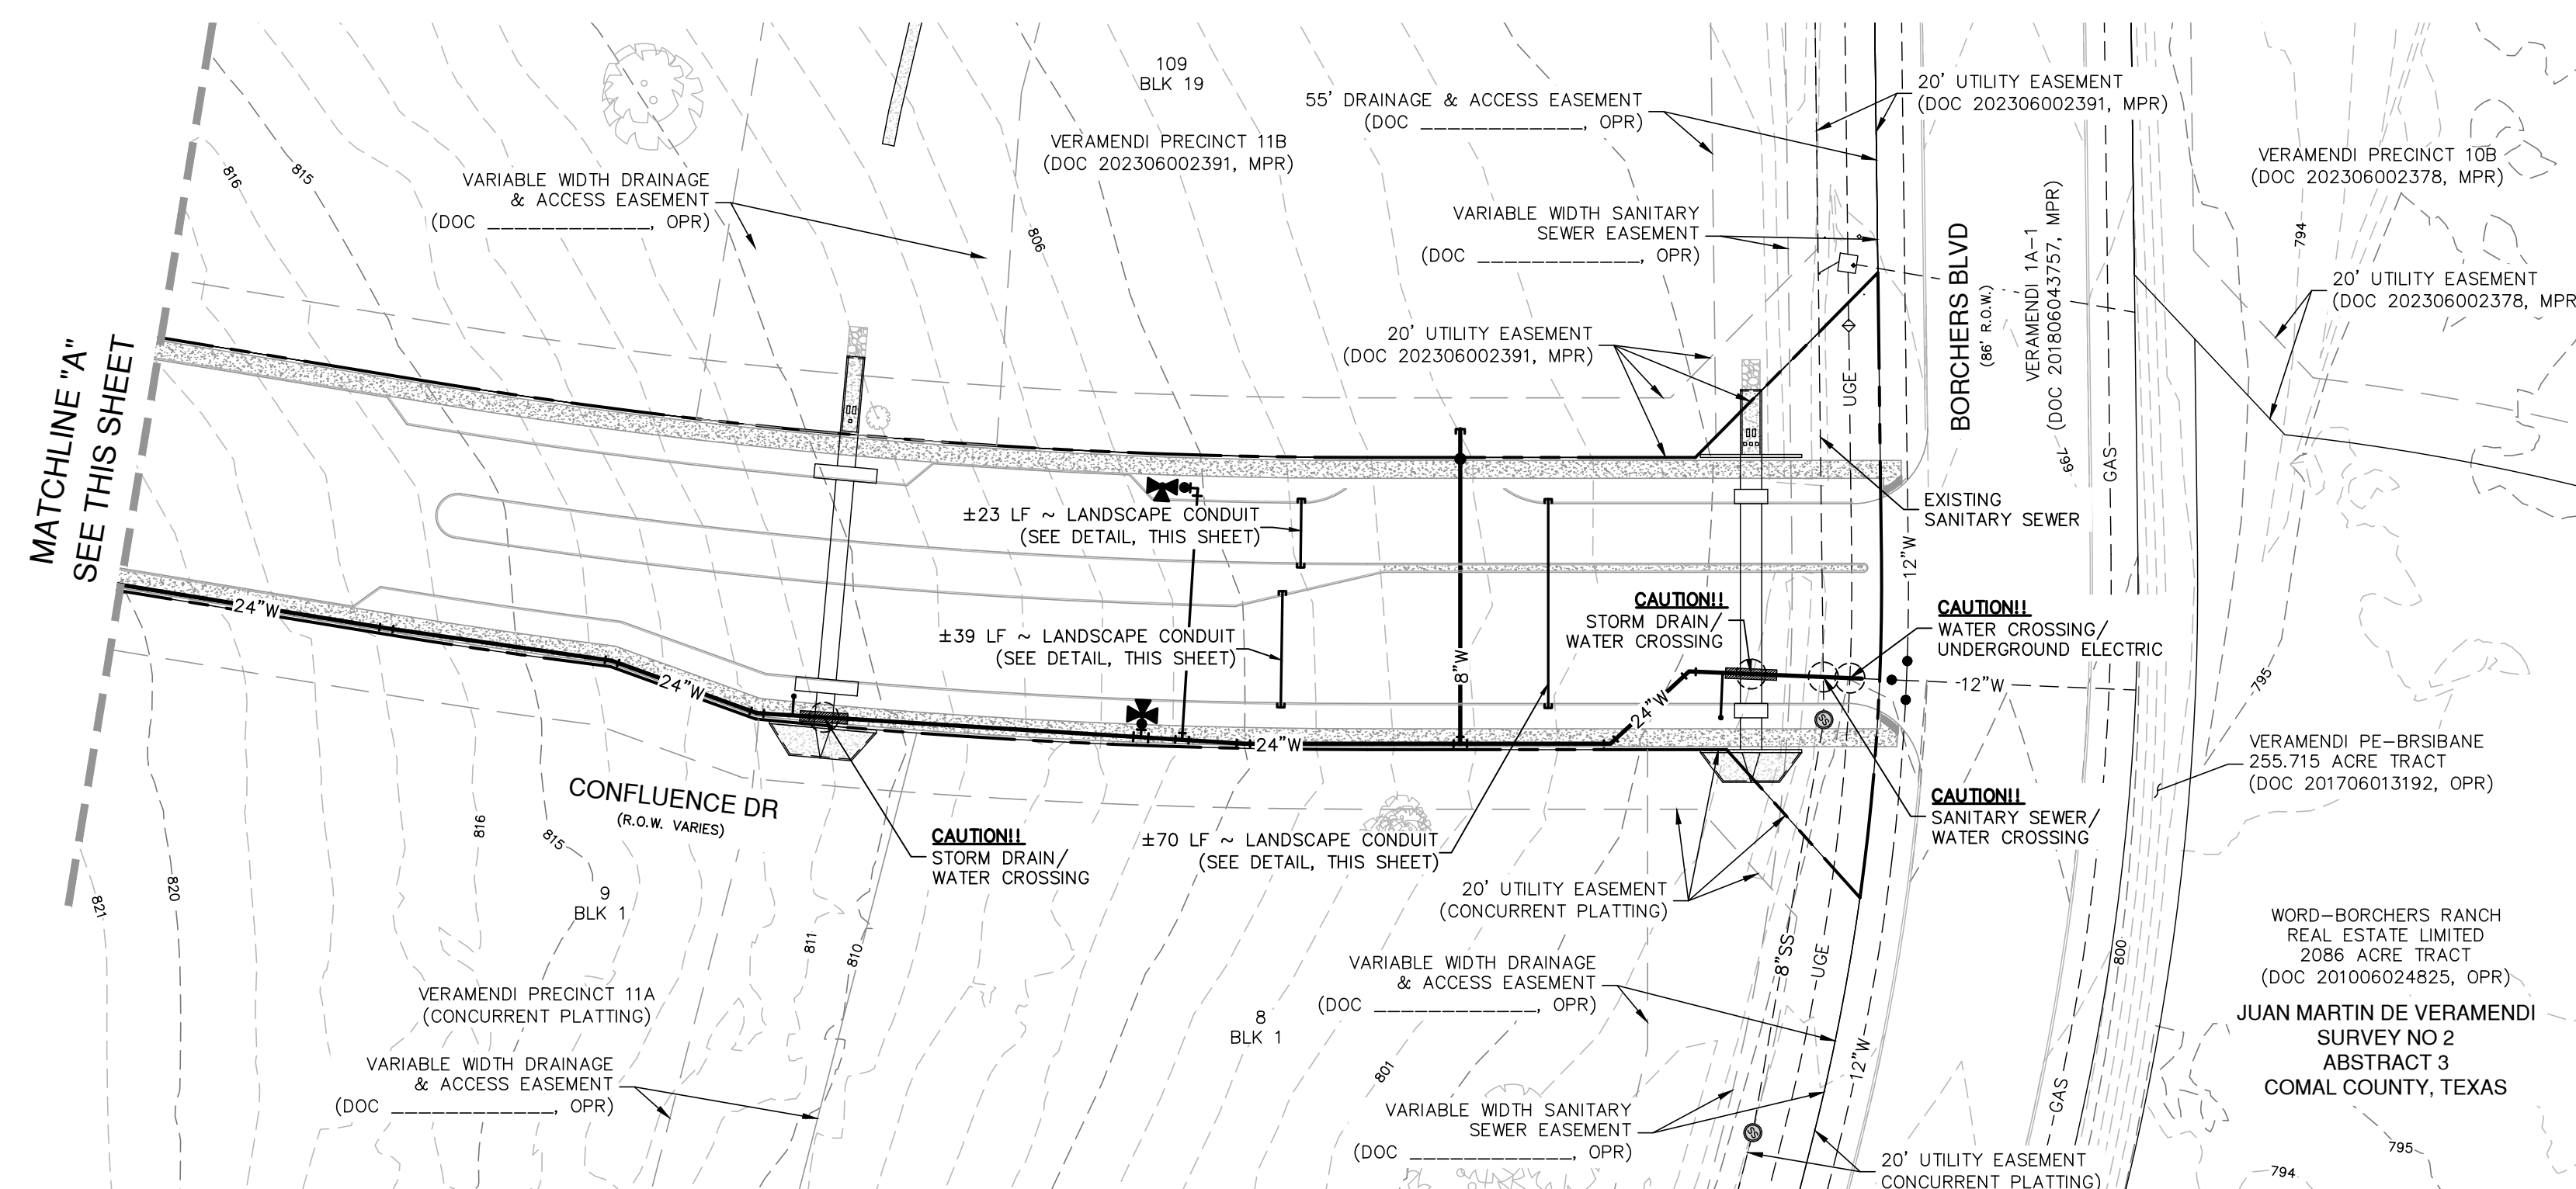 109
BLK 19
VERAMENDI PRECINCT 11B
(DOC 202306002391, MPR)
55' DRAINAGE & ACCESS EASEMENT
(DOC ____________, OPR)
20' UTILITY EASEMENT
(DOC 202306002391, MPR)
VERAMENDI PRECINCT 10B
(DOC 202306002378, MPR)
816
815
VARIABLE WIDTH DRAINAGE
& ACCESS EASEMENT
(DOC ____________, OPR)
806
VARIABLE WIDTH SANITARY
SEWER EASEMENT
(DOC ____________, OPR)
BORCHERS BLVD
(86' R.O.W.)
VERAMENDI 1A-1
(DOC 201806043757, MPR)
794
20' UTILITY EASEMENT
(DOC 202306002378, MPR
20' UTILITY EASEMENT
(DOC 202306002391, MPR)
UGE
MATCHLINE "A"
SEE THIS SHEET
799
GAS
±23 LF ~ LANDSCAPE CONDUIT
(SEE DETAIL, THIS SHEET)
EXISTING
SANITARY SEWER
12"W
24"W
CAUTION!!
STORM DRAIN/
WATER CROSSING
CAUTION!!
WATER CROSSING/
UNDERGROUND ELECTRIC
±39 LF ~ LANDSCAPE CONDUIT
(SEE DETAIL, THIS SHEET)
8"W
24"W
24"W
12"W
795
SS
24"W
VERAMENDI PE-BRSIBANE
255.715 ACRE TRACT
(DOC 201706013192, OPR)
CONFLUENCE DR
(R.O.W. VARIES)
816
815
CAUTION!!
STORM DRAIN/
WATER CROSSING
±70 LF ~ LANDSCAPE CONDUIT
(SEE DETAIL, THIS SHEET)
CAUTION!!
SANITARY SEWER/
WATER CROSSING
821
820
9
BLK 1
20' UTILITY EASEMENT
(CONCURRENT PLATTING)
811
810
8"SS
UGE
800
WORD-BORCHERS RANCH
REAL ESTATE LIMITED
2086 ACRE TRACT
(DOC 201006024825, OPR)
VARIABLE WIDTH DRAINAGE
& ACCESS EASEMENT
(DOC ____________, OPR)
VERAMENDI PRECINCT 11A
(CONCURRENT PLATTING)
8
BLK 1
JUAN MARTIN DE VERAMENDI
SURVEY NO 2
ABSTRACT 3
COMAL COUNTY, TEXAS
VARIABLE WIDTH DRAINAGE
& ACCESS EASEMENT
(DOC ____________, OPR)
801
12"W
GAS
VARIABLE WIDTH SANITARY
SEWER EASEMENT
(DOC ____________, OPR)
SS
795
794
20' UTILITY EASEMENT
CONCURRENT PLATTING)